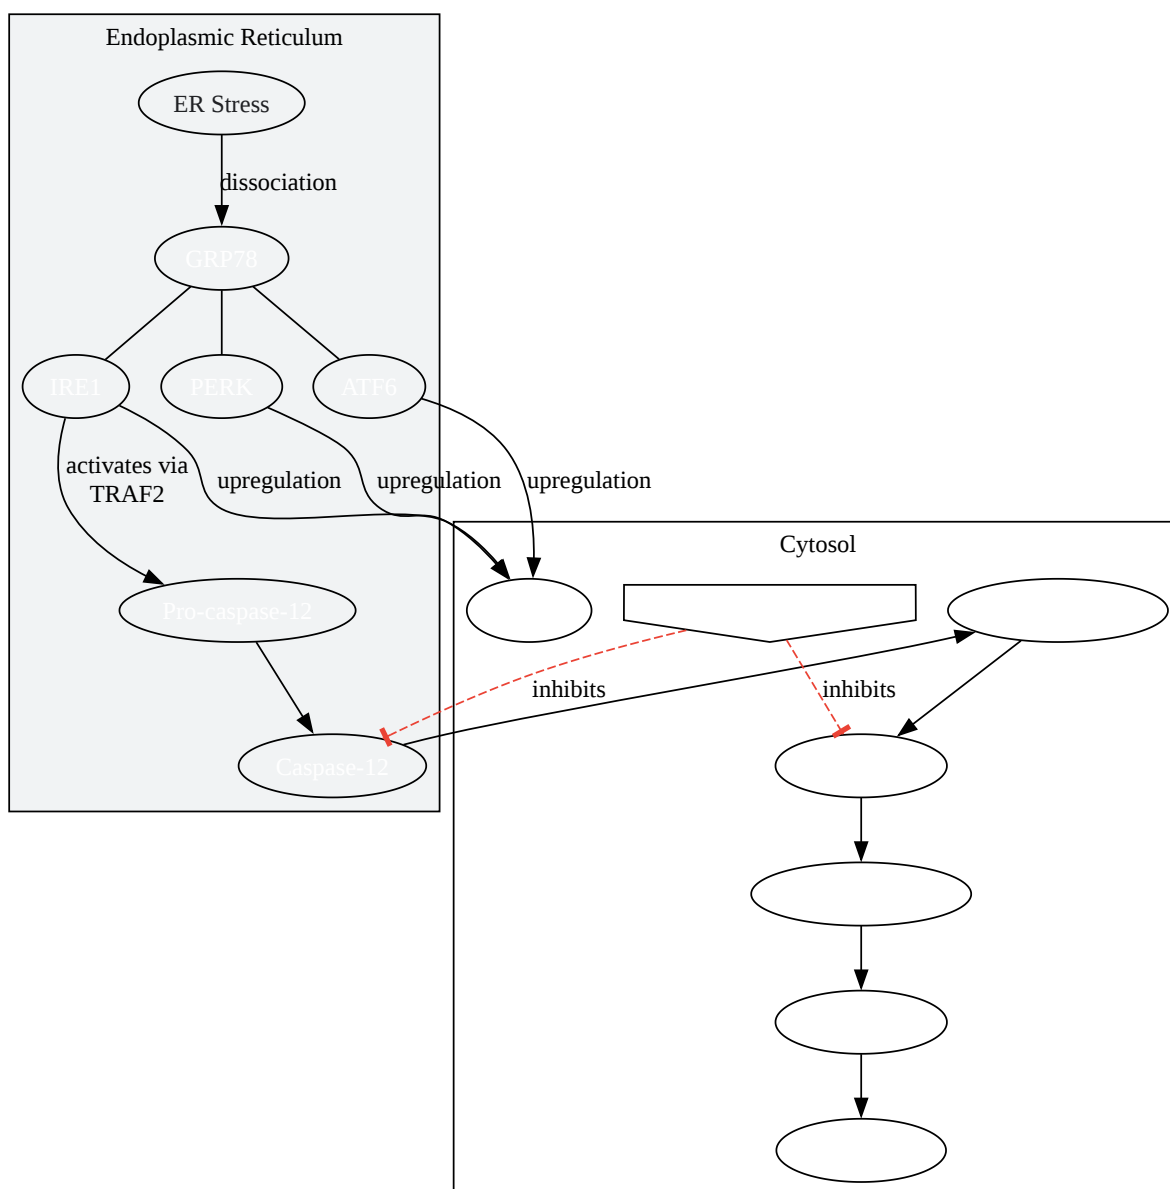 Endoplasmic Reticulum
ER Stress
dissociation
GRP78
IRE1
PERK
ATF6
activates via
TRAF2
upregulation
upregulation
upregulation
Cytosol
Pro-caspase-12
inhibits
inhibits
Caspase-12